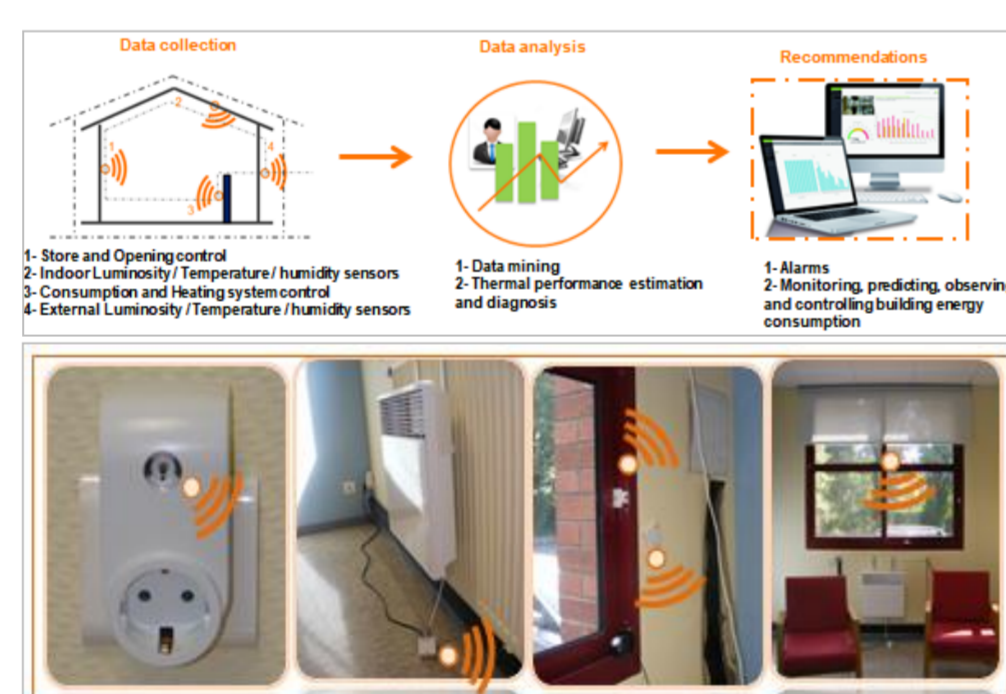 Data collection
Data analysis
Recommendations
2
1
4
3
1- Store and Opening control
2- Indoor Luminosity / Temperature / humidity sensors
3- Consumption and Heating system control
4- External Luminosity / Temperature / humidity sensors
1- Data mining
2- Thermal performance estimation
and diagnosis
1- Alarms
2- Monitoring, predicting, observin
and controlling building energy
consumption